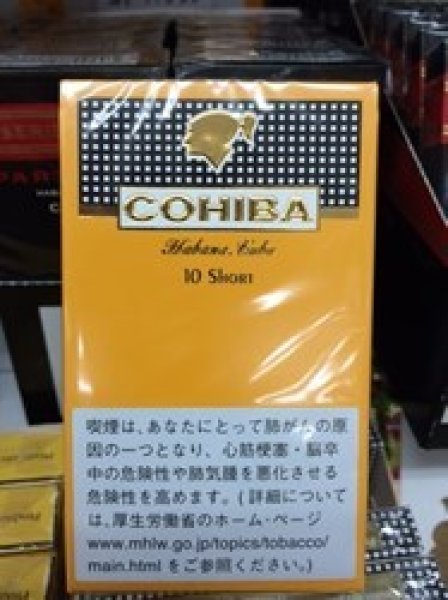 COHIBA
Habana, Cuba
10 SHORT
喫煙は、あなたにとって肺がんの原
因の一つとなり、心筋梗塞・脳卒
中の危険性や肺気腫を悪化させる
危険性を高めます。(詳細について
は、厚生労働省のホーム・ページ
www.mhlw.go.jp/topics/tobacco/
main.html をご参照ください。)